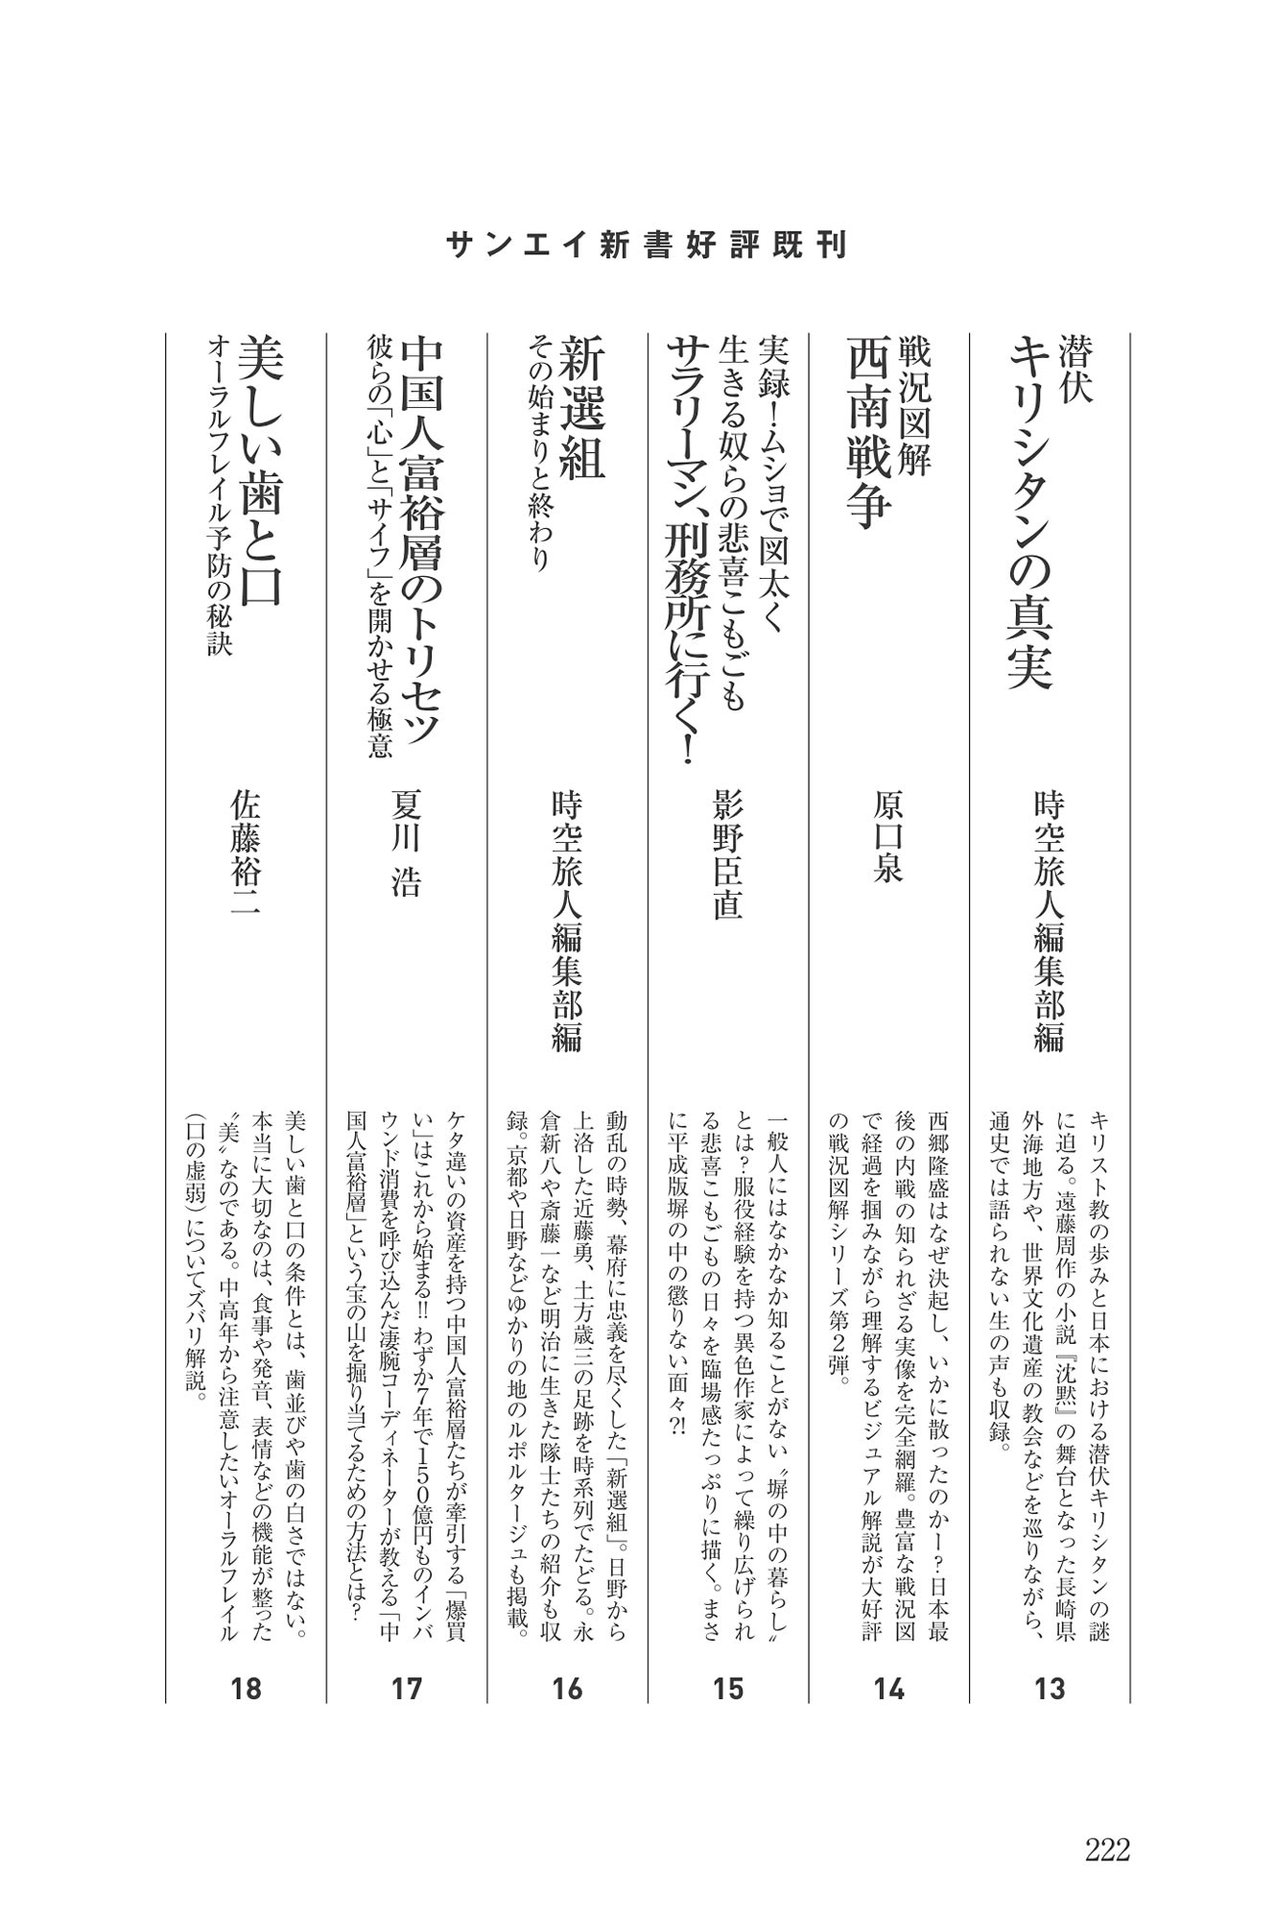 サンエイ新書好評既刊
潜伏
キリシタンの真実
時空旅人編集部編
キリスト教の歩みと日本における潜伏キリシタンの謎
に迫る。遠藤周作の小説『沈黙』の舞台となった長崎県
外海地方や、世界文化遺産の教会などを巡りながら、
通史では語られない生の声も収録。
13
戦況図解
西南戦争
原口泉
西郷隆盛はなぜ決起し、いかに散ったのかー?日本最
後の内戦の知られざる実像を完全網羅。豊富な戦況図
で経過を掴みながら理解するビジュアル解説が大好評
の戦況図解シリーズ第2弾。
14
実録!ムショで図太く
生きる奴らの悲喜こもごも
サラリーマン、刑務所に行く!
影野臣直
一般人にはなかなか知ることがない〝塀の中の暮らし〟
とは?服役経験を持つ異色作家によって繰り広げられ
る悲喜こもごもの日々を臨場感たっぷりに描く。まさ
に平成版塀の中の懲りない面々?!
15
新選組
その始まりと終わり
時空旅人編集部編
動乱の時勢、幕府に忠義を尽くした「新選組」。日野から
上洛した近藤勇、土方歳三の足跡を時系列でたどる。永
倉新八や斎藤一など明治に生きた隊士たちの紹介も収
録。京都や日野などゆかりの地のルポルタージュも掲載。
16
中国人富裕層のトリセツ
彼らの「心」と「サイフ」を開かせる極意
夏川 浩
ケタ違いの資産を持つ中国人富裕層たちが牽引する「爆買
い」はこれから始まる!!わずか7年で150億円ものインバ
ウンド消費を呼び込んだ凄腕コーディネーターが教える「中
国人富裕層」という宝の山を掘り当てるための方法とは?
17
美しい歯と口
オーラルフレイル予防の秘訣
佐藤裕二
美しい歯と口の条件とは、歯並びや歯の白さではない。
本当に大切なのは、食事や発音、表情などの機能が整った
〝美〟なのである。中高年から注意したいオーラルフレイル
(口の虚弱)についてズバリ解説。
18
222